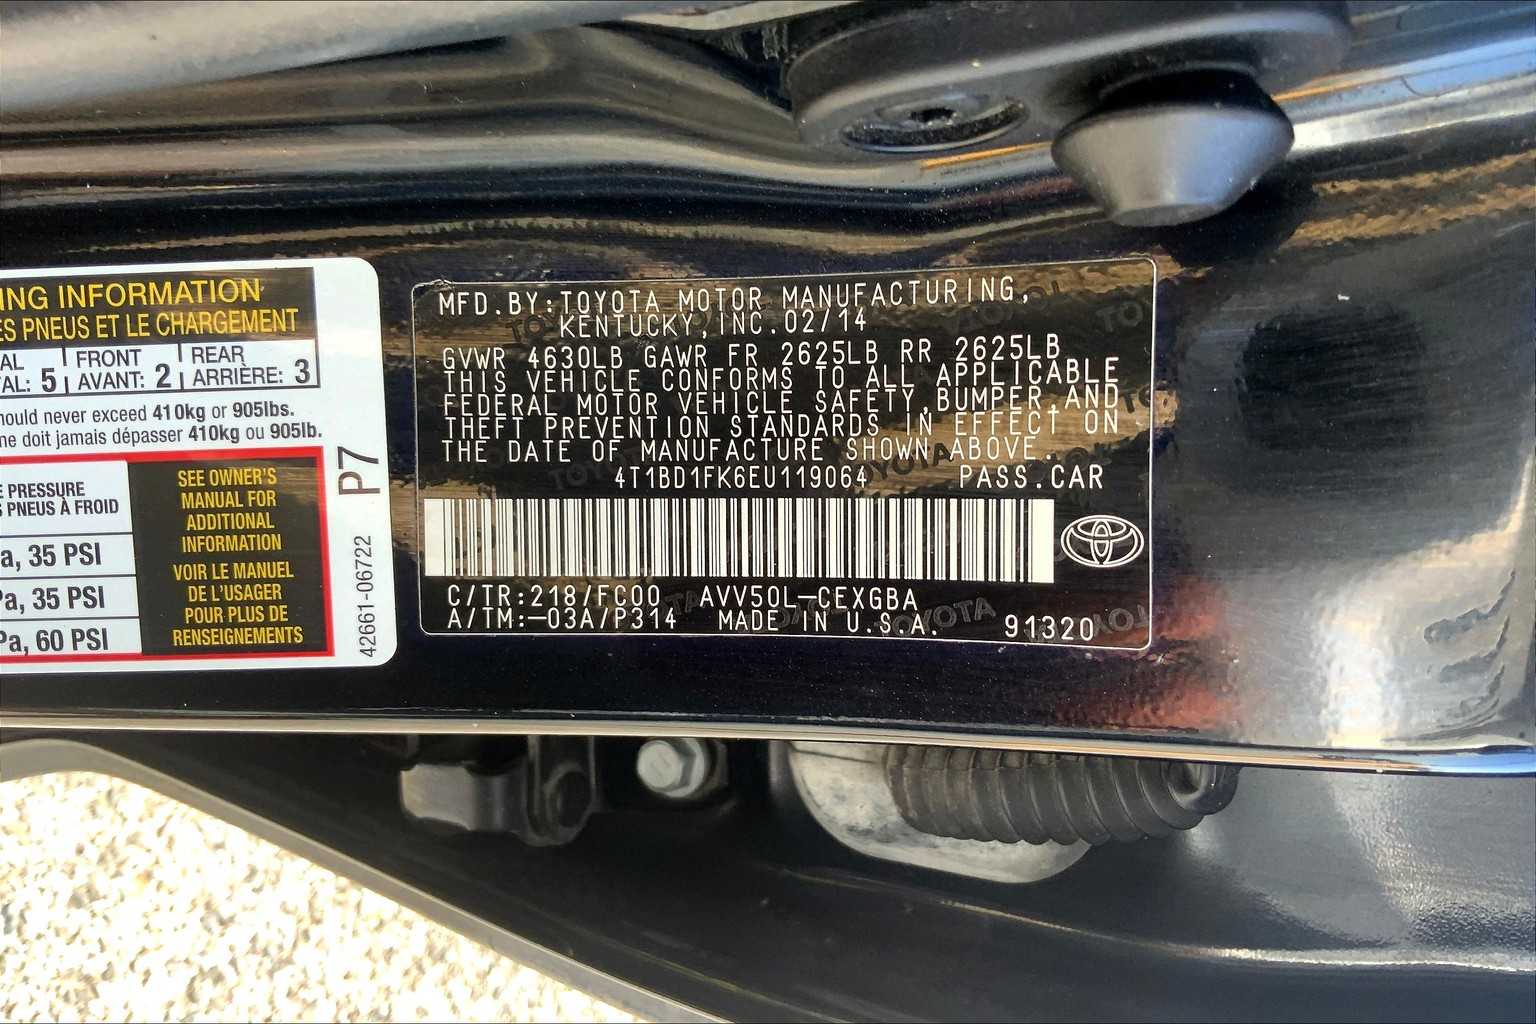 ING INFORMATION
ES PNEUS ET LE CHARGEMENT
AL FRONT REAR
AL: 5 AVANT: 2 ARRIÈRE: 3
hould never exceed 410kg or 905lbs.
ne doit jamais dépasser 410kg ou 905lb.
E PRESSURE
S PNEUS À FROID
a, 35 PSI
Pa, 35 PSI
Pa, 60 PSI
SEE OWNER'S
MANUAL FOR
ADDITIONAL
INFORMATION
VOIR LE MANUEL
DE L'USAGER
POUR PLUS DE
RENSEIGNEMENTS
P7
42661-06722
MFD.BY:TOYOTA MOTOR MANUFACTURING,
KENTUCKY,INC.02/14
GVWR 4630LB GAWR FR 2625LB RR 2625LB
THIS VEHICLE CONFORMS TO ALL APPLICABLE
FEDERAL MOTOR VEHICLE SAFETY,BUMPER,AND
THEFT PREVENTION STANDARDS IN EFFECT ON
THE DATE OF MANUFACTURE SHOWN ABOVE.
4T1BD1FK6EU119064 PASS.CAR
C/TR:218/FC00 AVV50L-CEXGBA
A/TM:-03A/P314 MADE IN U.S.A. 91320